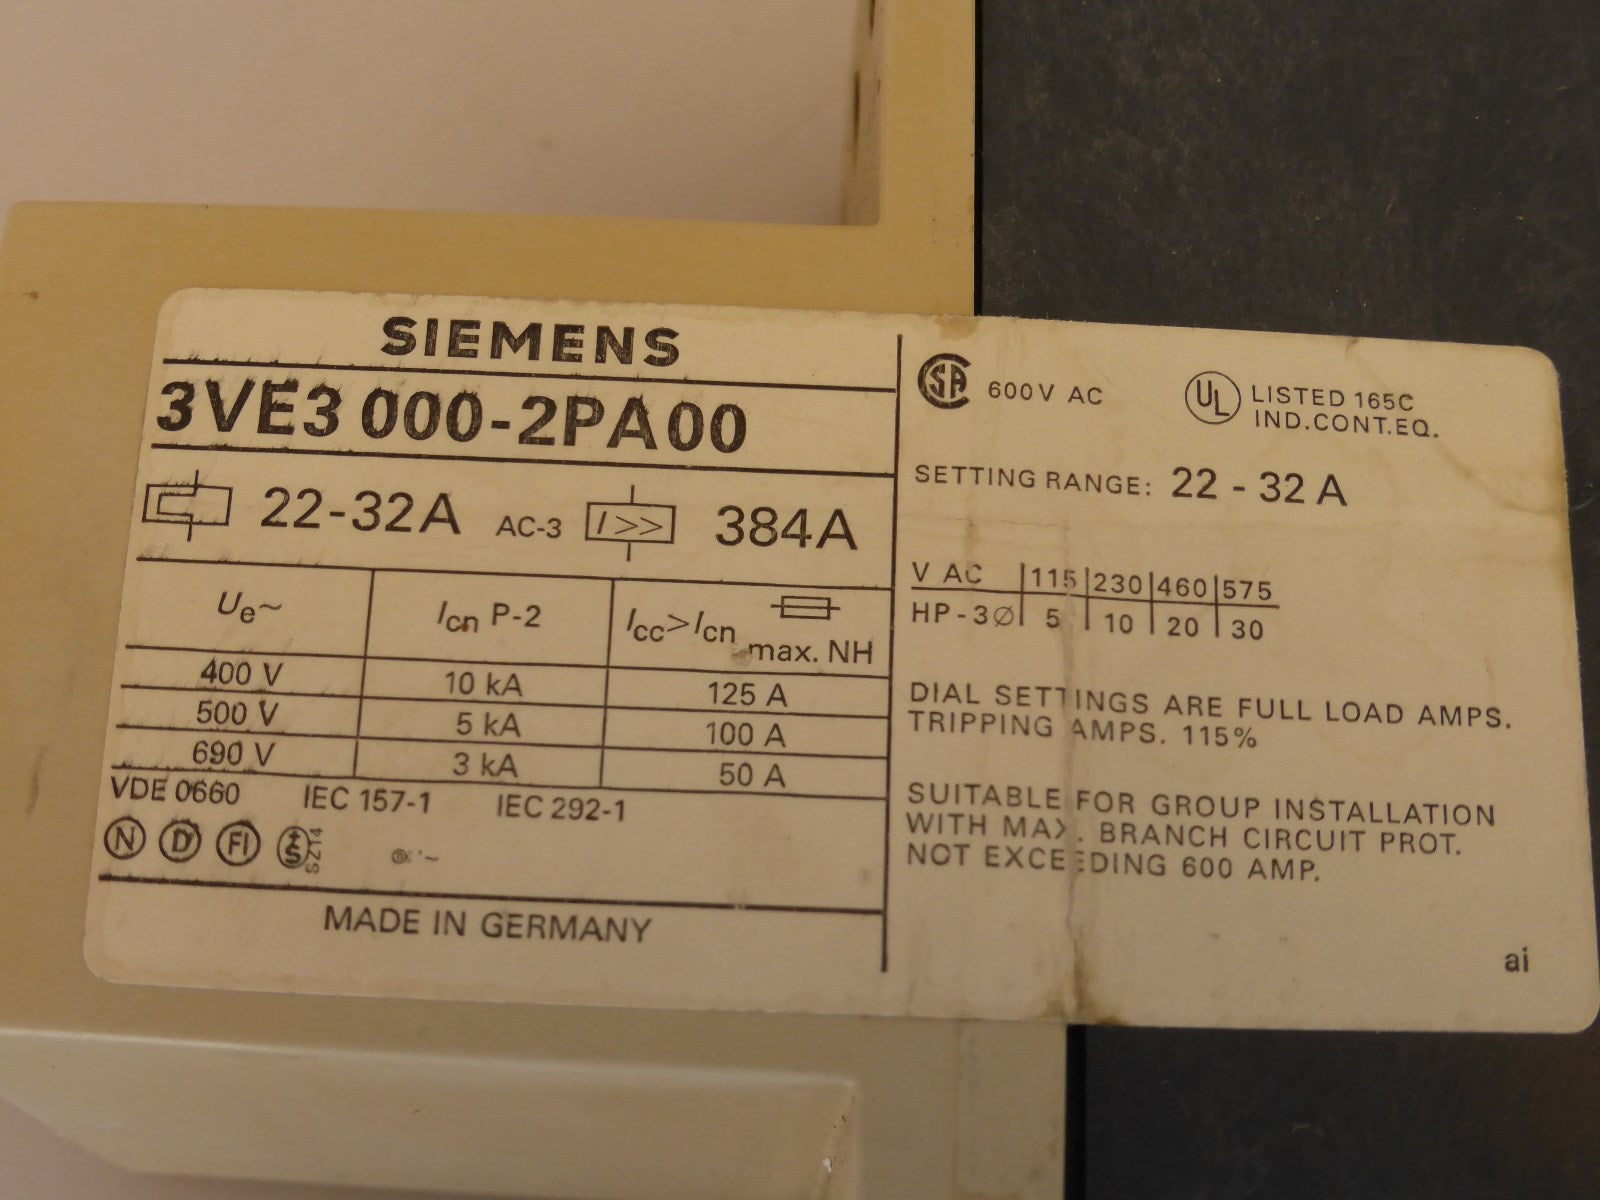 SIEMENS
3VE3 000-2PA00
22-32A AC-3 I>> 384A
Ue~ Icn P-2 Icc>Icn max. NH
400 V 10 kA 125 A
500 V 5 kA 100 A
690 V 3 kA 50 A
VDE 0660 IEC 157-1 IEC 292-1
N D FI +S SZ14
MADE IN GERMANY
SA 600V AC UL LISTED 165C
IND.CONT.EQ.
SETTING RANGE: 22 - 32 A
V AC 115 230 460 575
HP-3Ø 5 10 20 30
DIAL SETTINGS ARE FULL LOAD AMPS.
TRIPPING AMPS. 115%
SUITABLE FOR GROUP INSTALLATION
WITH MAX. BRANCH CIRCUIT PROT.
NOT EXCEEDING 600 AMP.
ai